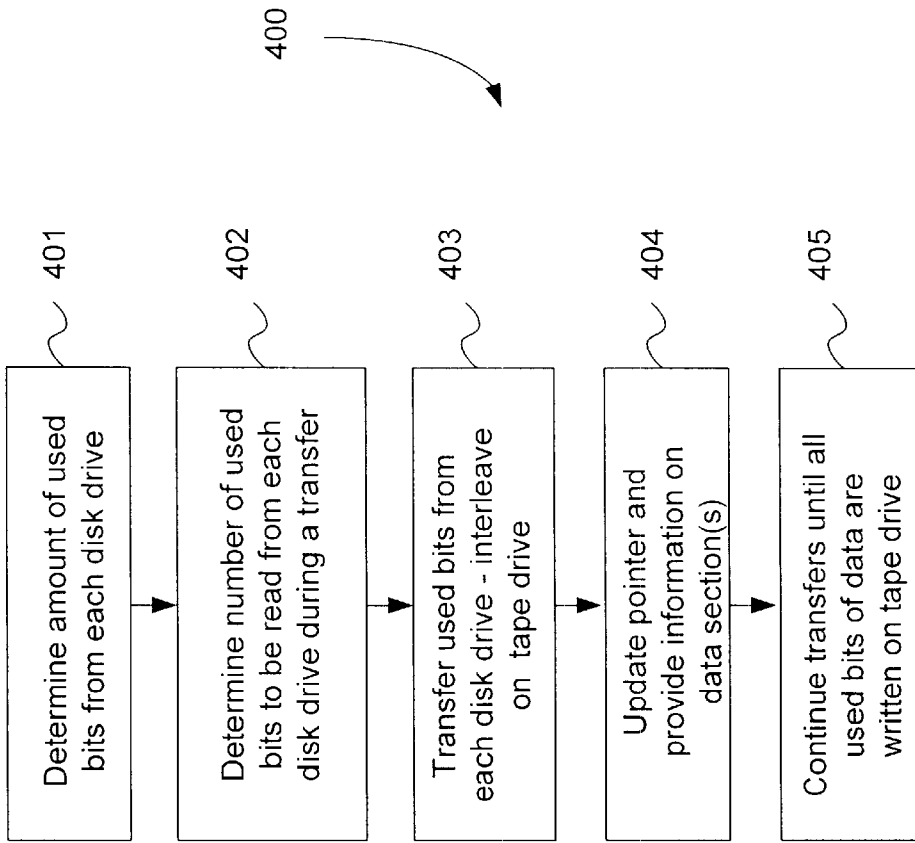 400
Determine amount of used
bits from each disk drive
401
Determine number of used
bits to be read from each
disk drive during a transfer
402
Transfer used bits from
each disk drive - interleave
on tape drive
403
Update pointer and
provide information on
data section(s)
404
Continue transfers until all
used bits of data are
written on tape drive
405